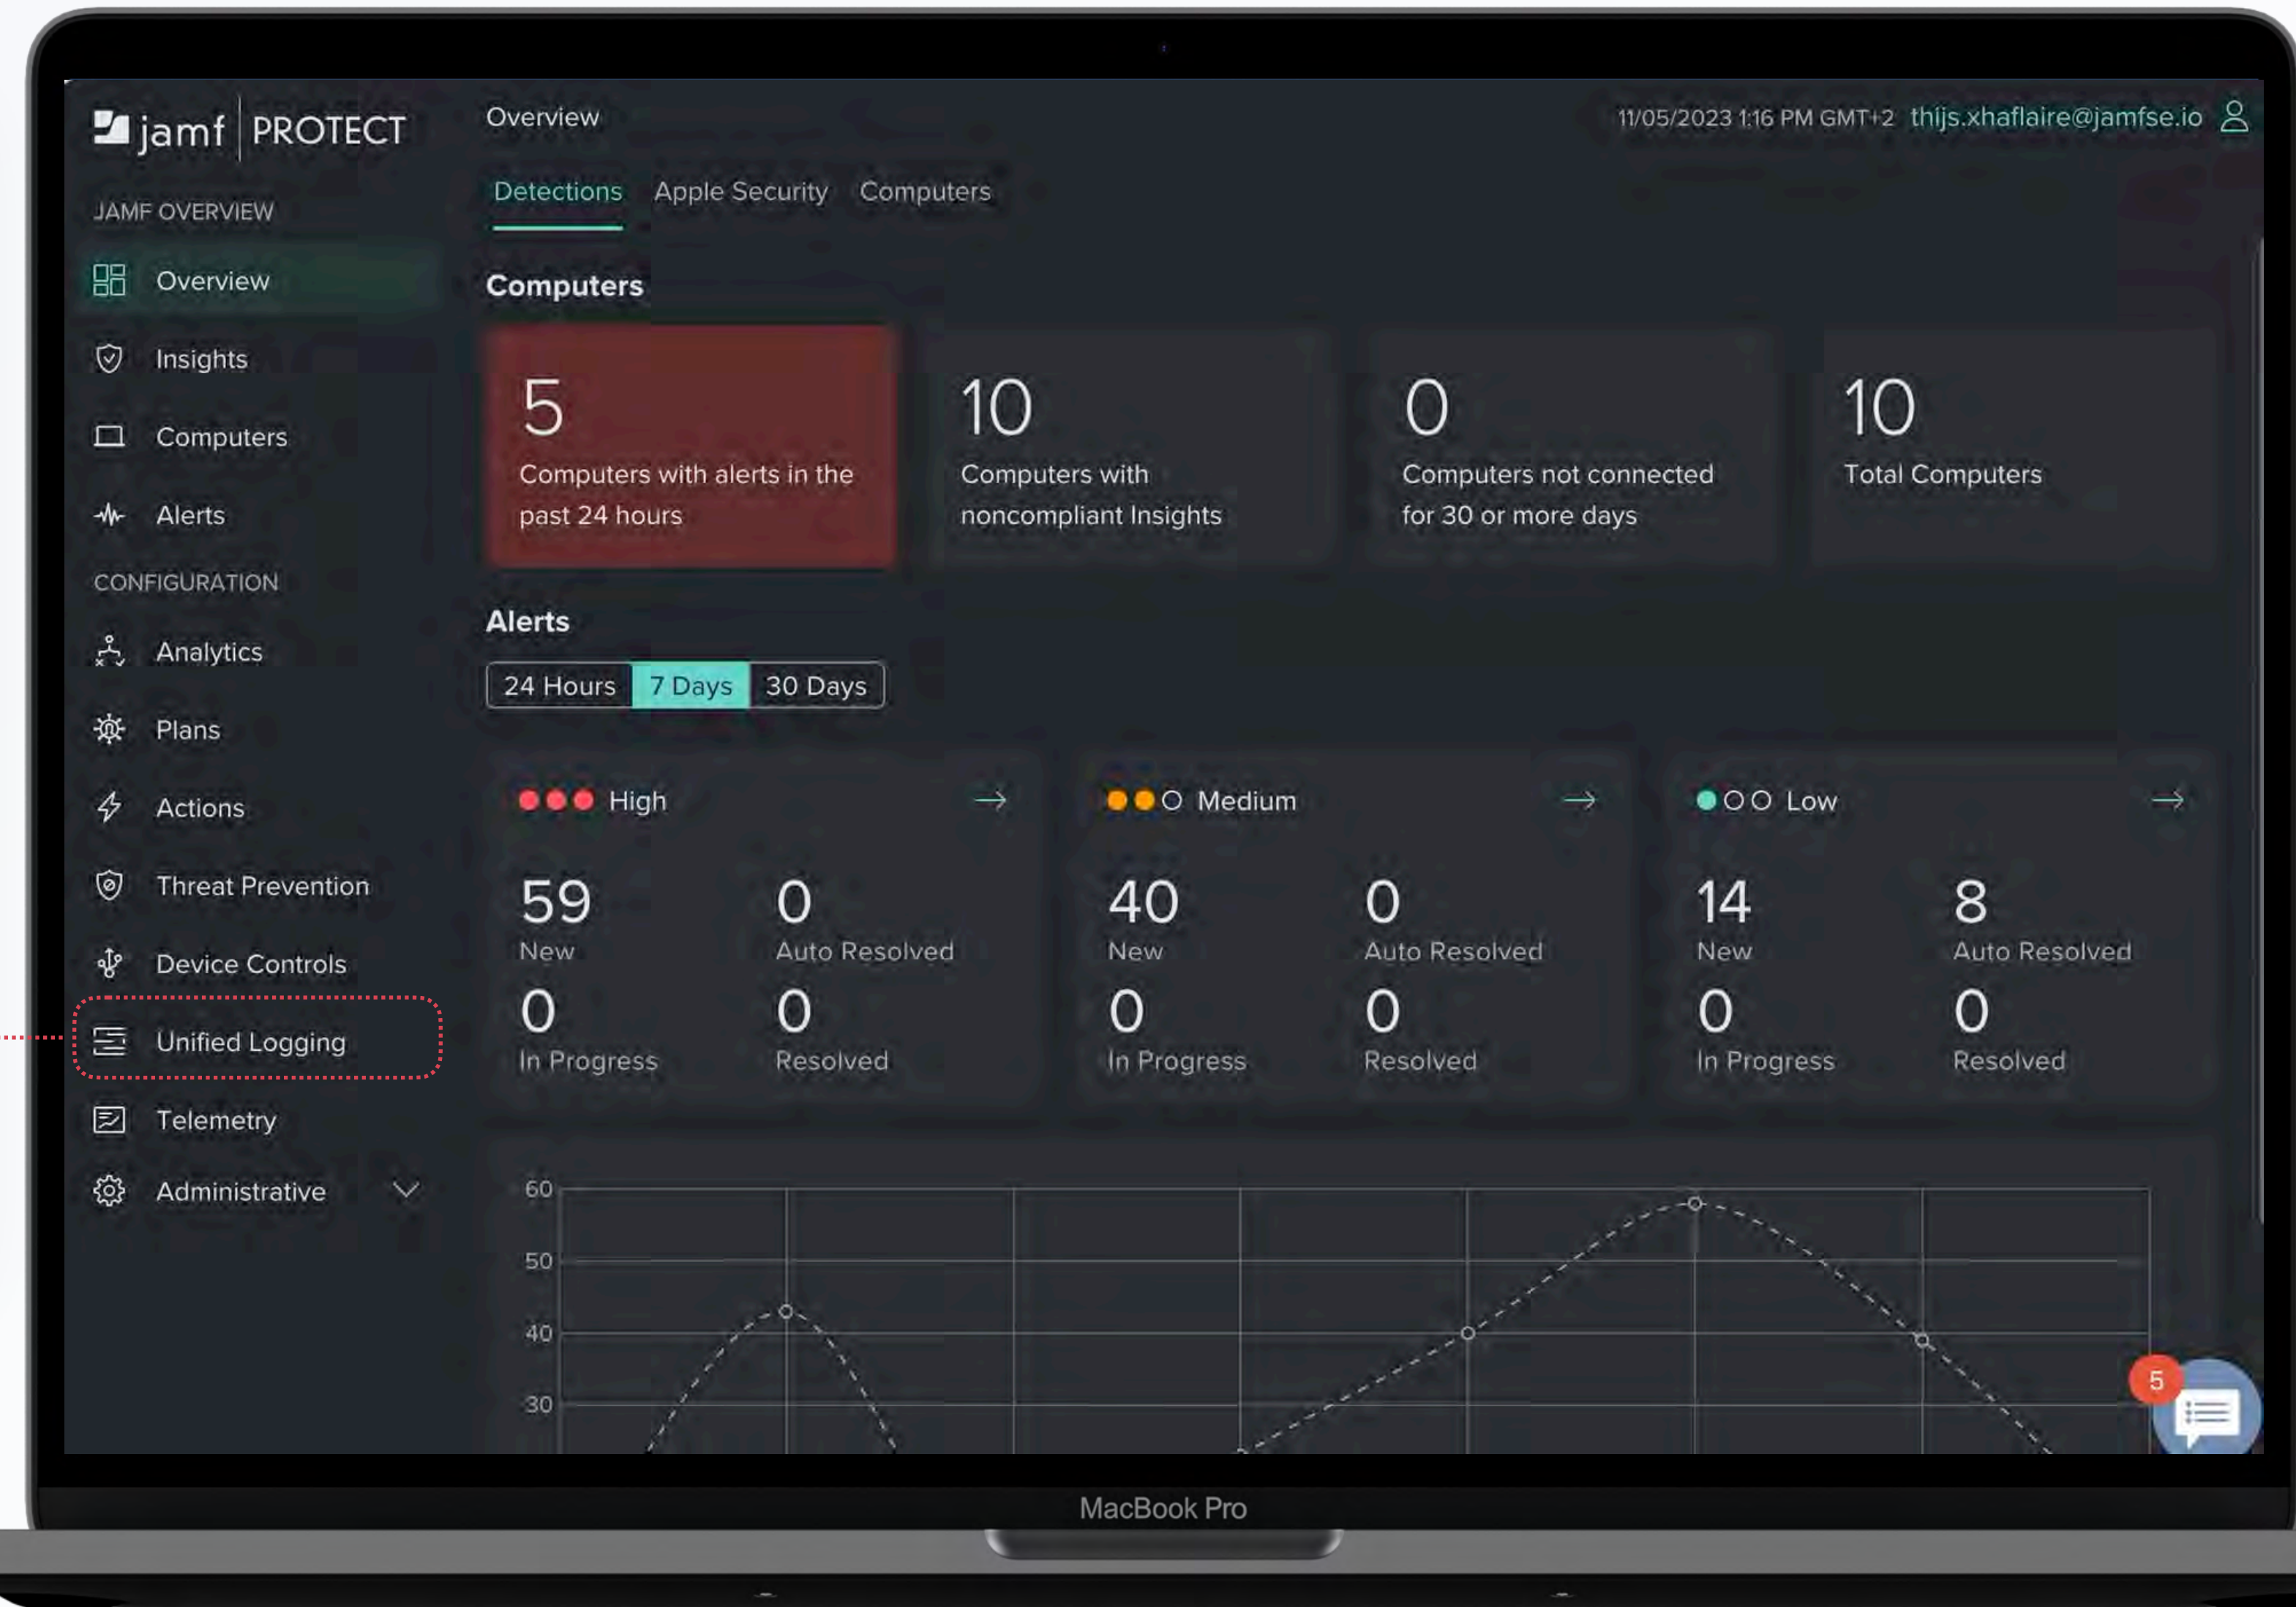 jamf | PROTECT
Overview
11/05/2023 1:16 PM GMT+2 thijs.xhaflaire@jamfse.io
JAMF OVERVIEW
Overview
Insights
Computers
Alerts
CONFIGURATION
Analytics
Plans
Actions
Threat Prevention
Device Controls
Unified Logging
Telemetry
Administrative
Detections Apple Security Computers
Computers
5
Computers with alerts in the
past 24 hours
10
Computers with
noncompliant Insights
0
Computers not connected
for 30 or more days
10
Total Computers
Alerts
24 Hours 7 Days 30 Days
High
59
New
0
Auto Resolved
0
In Progress
0
Resolved
Medium
40
New
0
Auto Resolved
0
In Progress
0
Resolved
Low
14
New
8
Auto Resolved
0
In Progress
0
Resolved
60
50
40
30
5
MacBook Pro